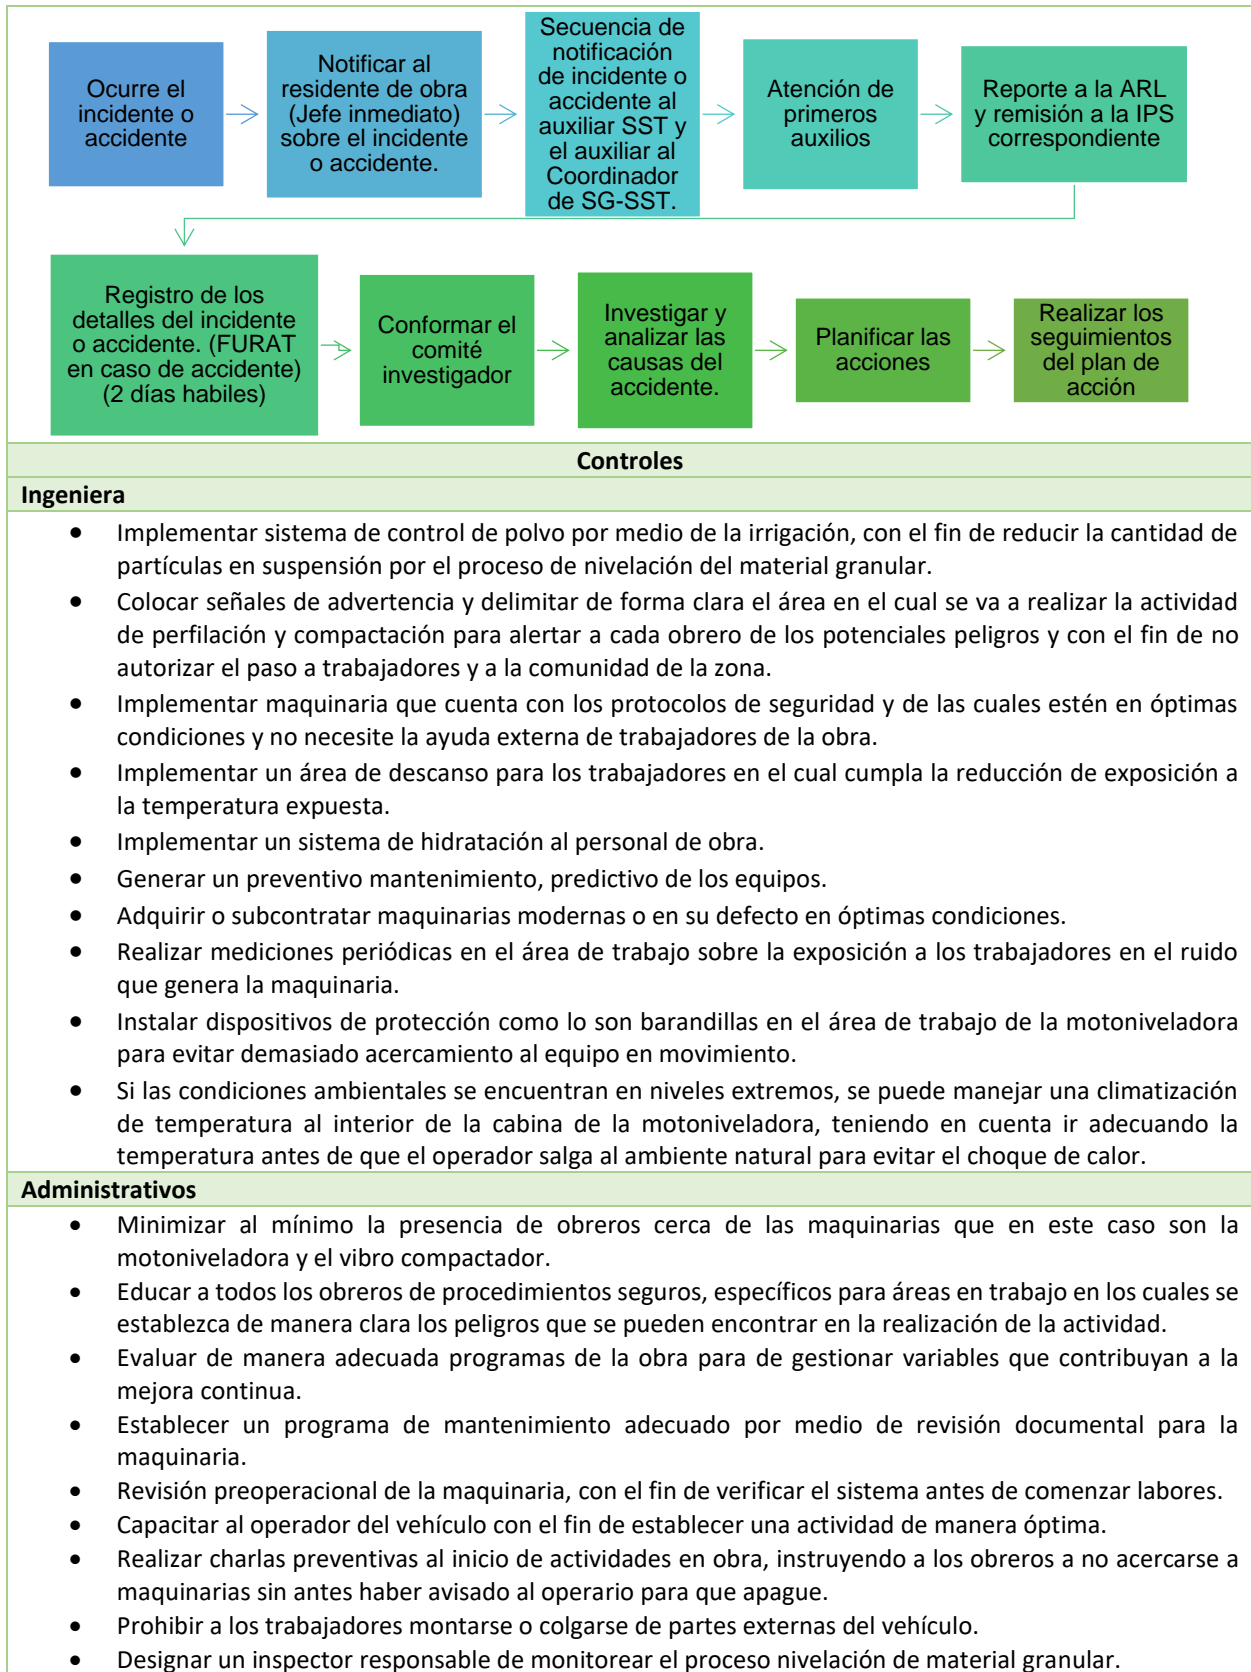 Ocurre el
incidente o
accidente
Notificar al
residente de obra
(Jefe inmediato)
sobre el incidente
o accidente.
Secuencia de
notificación
de incidente o
accidente al
auxiliar SST y
el auxiliar al
Coordinador
de SG-SST.
Atención de
primeros
auxilios
Reporte a la ARL
y remisión a la IPS
correspondiente
Registro de los
detalles del incidente
o accidente. (FURAT
en caso de accidente)
(2 días habiles)
Conformar el
comité
investigador
Investigar y
analizar las
causas del
accidente.
Planificar las
acciones
Realizar los
seguimientos
del plan de
acción
Controles
Ingeniera
• Implementar sistema de control de polvo por medio de la irrigación, con el fin de reducir la cantidad de
partículas en suspensión por el proceso de nivelación del material granular.
• Colocar señales de advertencia y delimitar de forma clara el área en el cual se va a realizar la actividad
de perfilación y compactación para alertar a cada obrero de los potenciales peligros y con el fin de no
autorizar el paso a trabajadores y a la comunidad de la zona.
• Implementar maquinaria que cuenta con los protocolos de seguridad y de las cuales estén en óptimas
condiciones y no necesite la ayuda externa de trabajadores de la obra.
• Implementar un área de descanso para los trabajadores en el cual cumpla la reducción de exposición a
la temperatura expuesta.
• Implementar un sistema de hidratación al personal de obra.
• Generar un preventivo mantenimiento, predictivo de los equipos.
• Adquirir o subcontratar maquinarias modernas o en su defecto en óptimas condiciones.
• Realizar mediciones periódicas en el área de trabajo sobre la exposición a los trabajadores en el ruido
que genera la maquinaria.
• Instalar dispositivos de protección como lo son barandillas en el área de trabajo de la motoniveladora
para evitar demasiado acercamiento al equipo en movimiento.
• Si las condiciones ambientales se encuentran en niveles extremos, se puede manejar una climatización
de temperatura al interior de la cabina de la motoniveladora, teniendo en cuenta ir adecuando la
temperatura antes de que el operador salga al ambiente natural para evitar el choque de calor.
Administrativos
• Minimizar al mínimo la presencia de obreros cerca de las maquinarias que en este caso son la
motoniveladora y el vibro compactador.
• Educar a todos los obreros de procedimientos seguros, específicos para áreas en trabajo en los cuales se
establezca de manera clara los peligros que se pueden encontrar en la realización de la actividad.
• Evaluar de manera adecuada programas de la obra para de gestionar variables que contribuyan a la
mejora continua.
• Establecer un programa de mantenimiento adecuado por medio de revisión documental para la
maquinaria.
• Revisión preoperacional de la maquinaria, con el fin de verificar el sistema antes de comenzar labores.
• Capacitar al operador del vehículo con el fin de establecer una actividad de manera óptima.
• Realizar charlas preventivas al inicio de actividades en obra, instruyendo a los obreros a no acercarse a
maquinarias sin antes haber avisado al operario para que apague.
• Prohibir a los trabajadores montarse o colgarse de partes externas del vehículo.
• Designar un inspector responsable de monitorear el proceso nivelación de material granular.